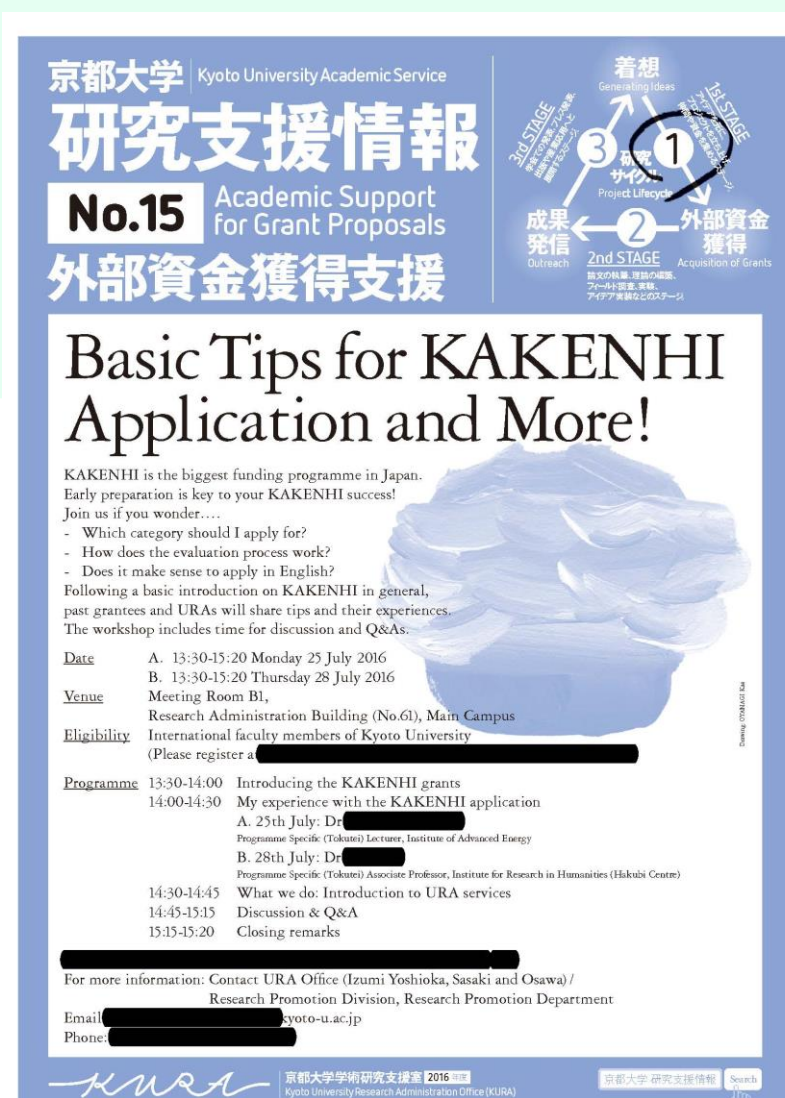 京都大学 Kyoto University Academic Service
研究支援情報
No.15 Academic Support for Grant Proposals
外部資金獲得支援
着想
Generating Ideas
1st STAGE
3rd STAGE
3
研究サイクル
Project Lifecycle
1
成果発信
Outreach
2
外部資金獲得
Acquisition of Grants
2nd STAGE
論文の執筆、理論の構築、
フィールド調査、実験、
アイデア実装などのステージ
Basic Tips for KAKENHI
Application and More!
KAKENHI is the biggest funding programme in Japan.
Early preparation is key to your KAKENHI success!
Join us if you wonder….
- Which category should I apply for?
- How does the evaluation process work?
- Does it make sense to apply in English?
Following a basic introduction on KAKENHI in general,
past grantees and URAs will share tips and their experiences.
The workshop includes time for discussion and Q&As.
Date A. 13:30-15:20 Monday 25 July 2016
B. 13:30-15:20 Thursday 28 July 2016
Venue Meeting Room B1,
Research Administration Building (No.61), Main Campus
Eligibility International faculty members of Kyoto University
(Please register a
Programme 13:30-14:00 Introducing the KAKENHI grants
14:00-14:30 My experience with the KAKENHI application
A. 25th July: Dr
Programme Specific (Tokutei) Lecturer, Institute of Advanced Energy
B. 28th July: Dr
Programme Specific (Tokutei) Associate Professor, Institute for Research in Humanities (Hakubi Centre)
14:30-14:45 What we do: Introduction to URA services
14:45-15:15 Discussion & Q&A
15:15-15:20 Closing remarks
For more information: Contact URA Office (Izumi Yoshioka, Sasaki and Osawa) /
Research Promotion Division, Research Promotion Department
Email kyoto-u.ac.jp
Phone:
Drawing: OYANAGI Kae
KURA
京都大学学術研究支援室 2016 年度
Kyoto University Research Administration Office (KURA)
京都大学 研究支援情報 Search